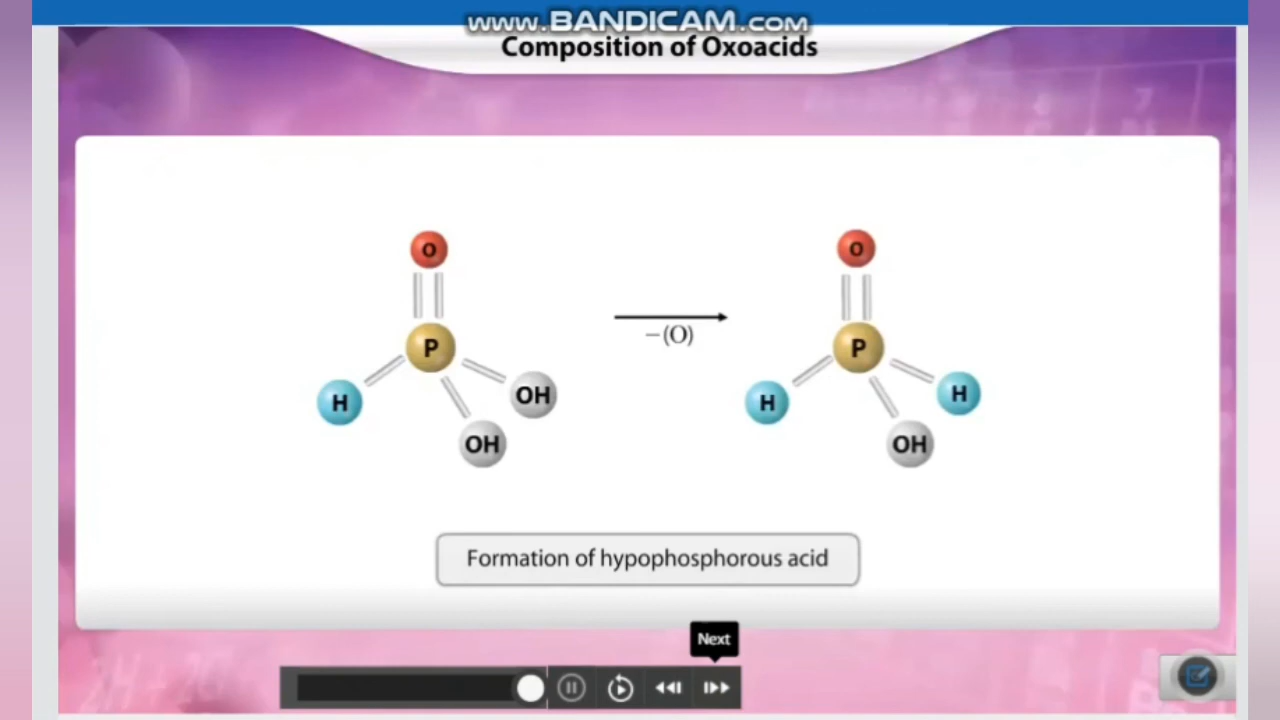 www.BANDICAM.com
Composition of Oxoacids
O
O
P
P
−(O)
H
OH
OH
H
H
OH
Formation of hypophosphorous acid
Next